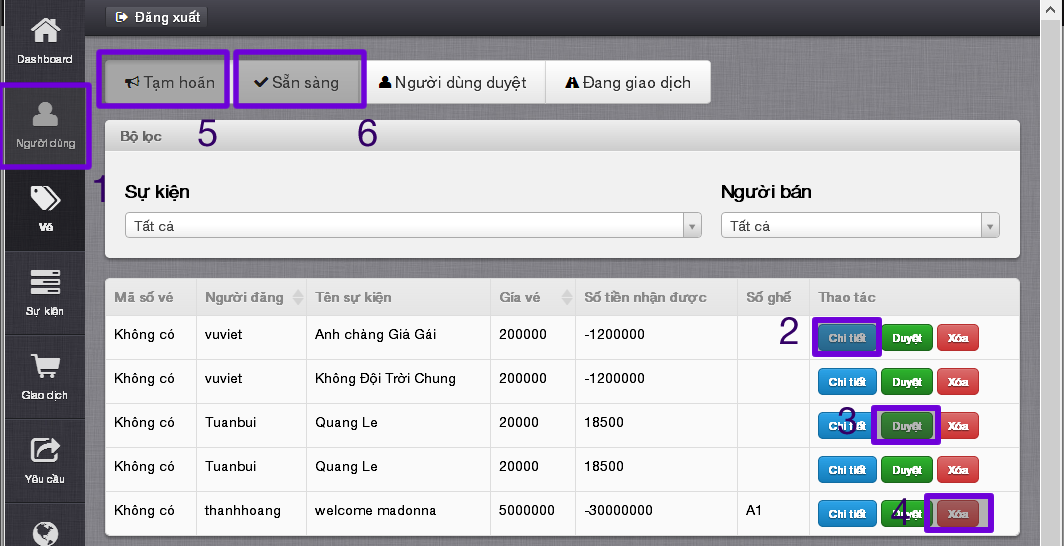 Đăng xuất
Dashboard
Tạm hoãn Sẵn sàng Người dùng duyệt Đang giao dịch
Người dùng
5 6
Bộ lọc
1
Sự kiện Người bán
Vé
Tất cả Tất cả
Sự kiện
Mã số vé Người đăng Tên sự kiện Gía vé Số tiền nhận được Số ghế Thao tác
Không có vuviet Anh chàng Giá Gái 200000 -1200000 2 Chi tiết Duyệt Xóa
Không có vuviet Không Đội Trời Chung 200000 -1200000 Chi tiết Duyệt Xóa
Giao dịch
Không có Tuanbui Quang Le 20000 18500 Chi tiết 3 Duyệt Xóa
Không có Tuanbui Quang Le 20000 18500 Chi tiết Duyệt Xóa
Yêu cầu
Không có thanhhoang welcome madonna 5000000 -30000000 A1 Chi tiết Duyệt 4 Xóa